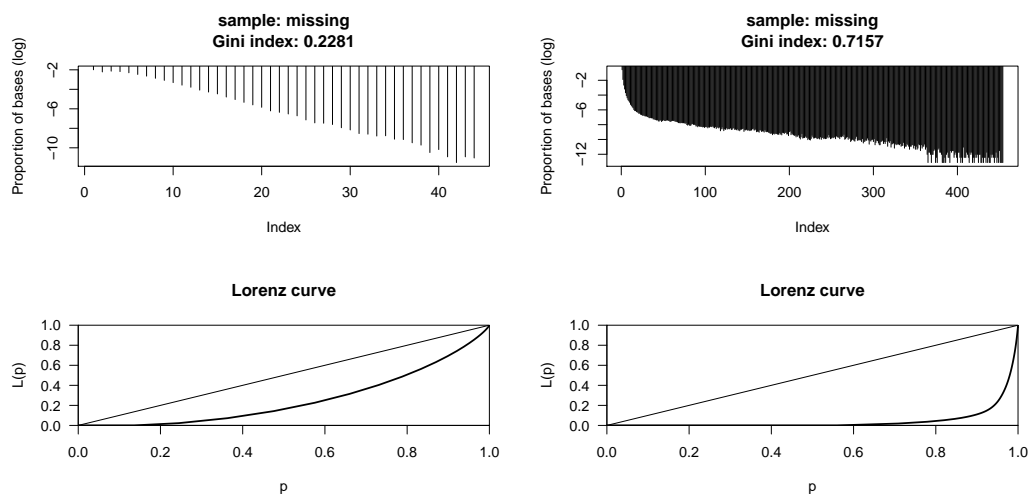 sample: missing
Gini index: 0.2281
Proportion of bases (log)
-2
-6
-10
0
10
20
30
40
Index
sample: missing
Gini index: 0.7157
Proportion of bases (log)
-2
-6
-12
0
100
200
300
400
Index
Lorenz curve
L(p)
1.0
0.8
0.6
0.4
0.2
0.0
0.0
0.2
0.4
0.6
0.8
1.0
p
Lorenz curve
L(p)
1.0
0.8
0.6
0.4
0.2
0.0
0.0
0.2
0.4
0.6
0.8
1.0
p